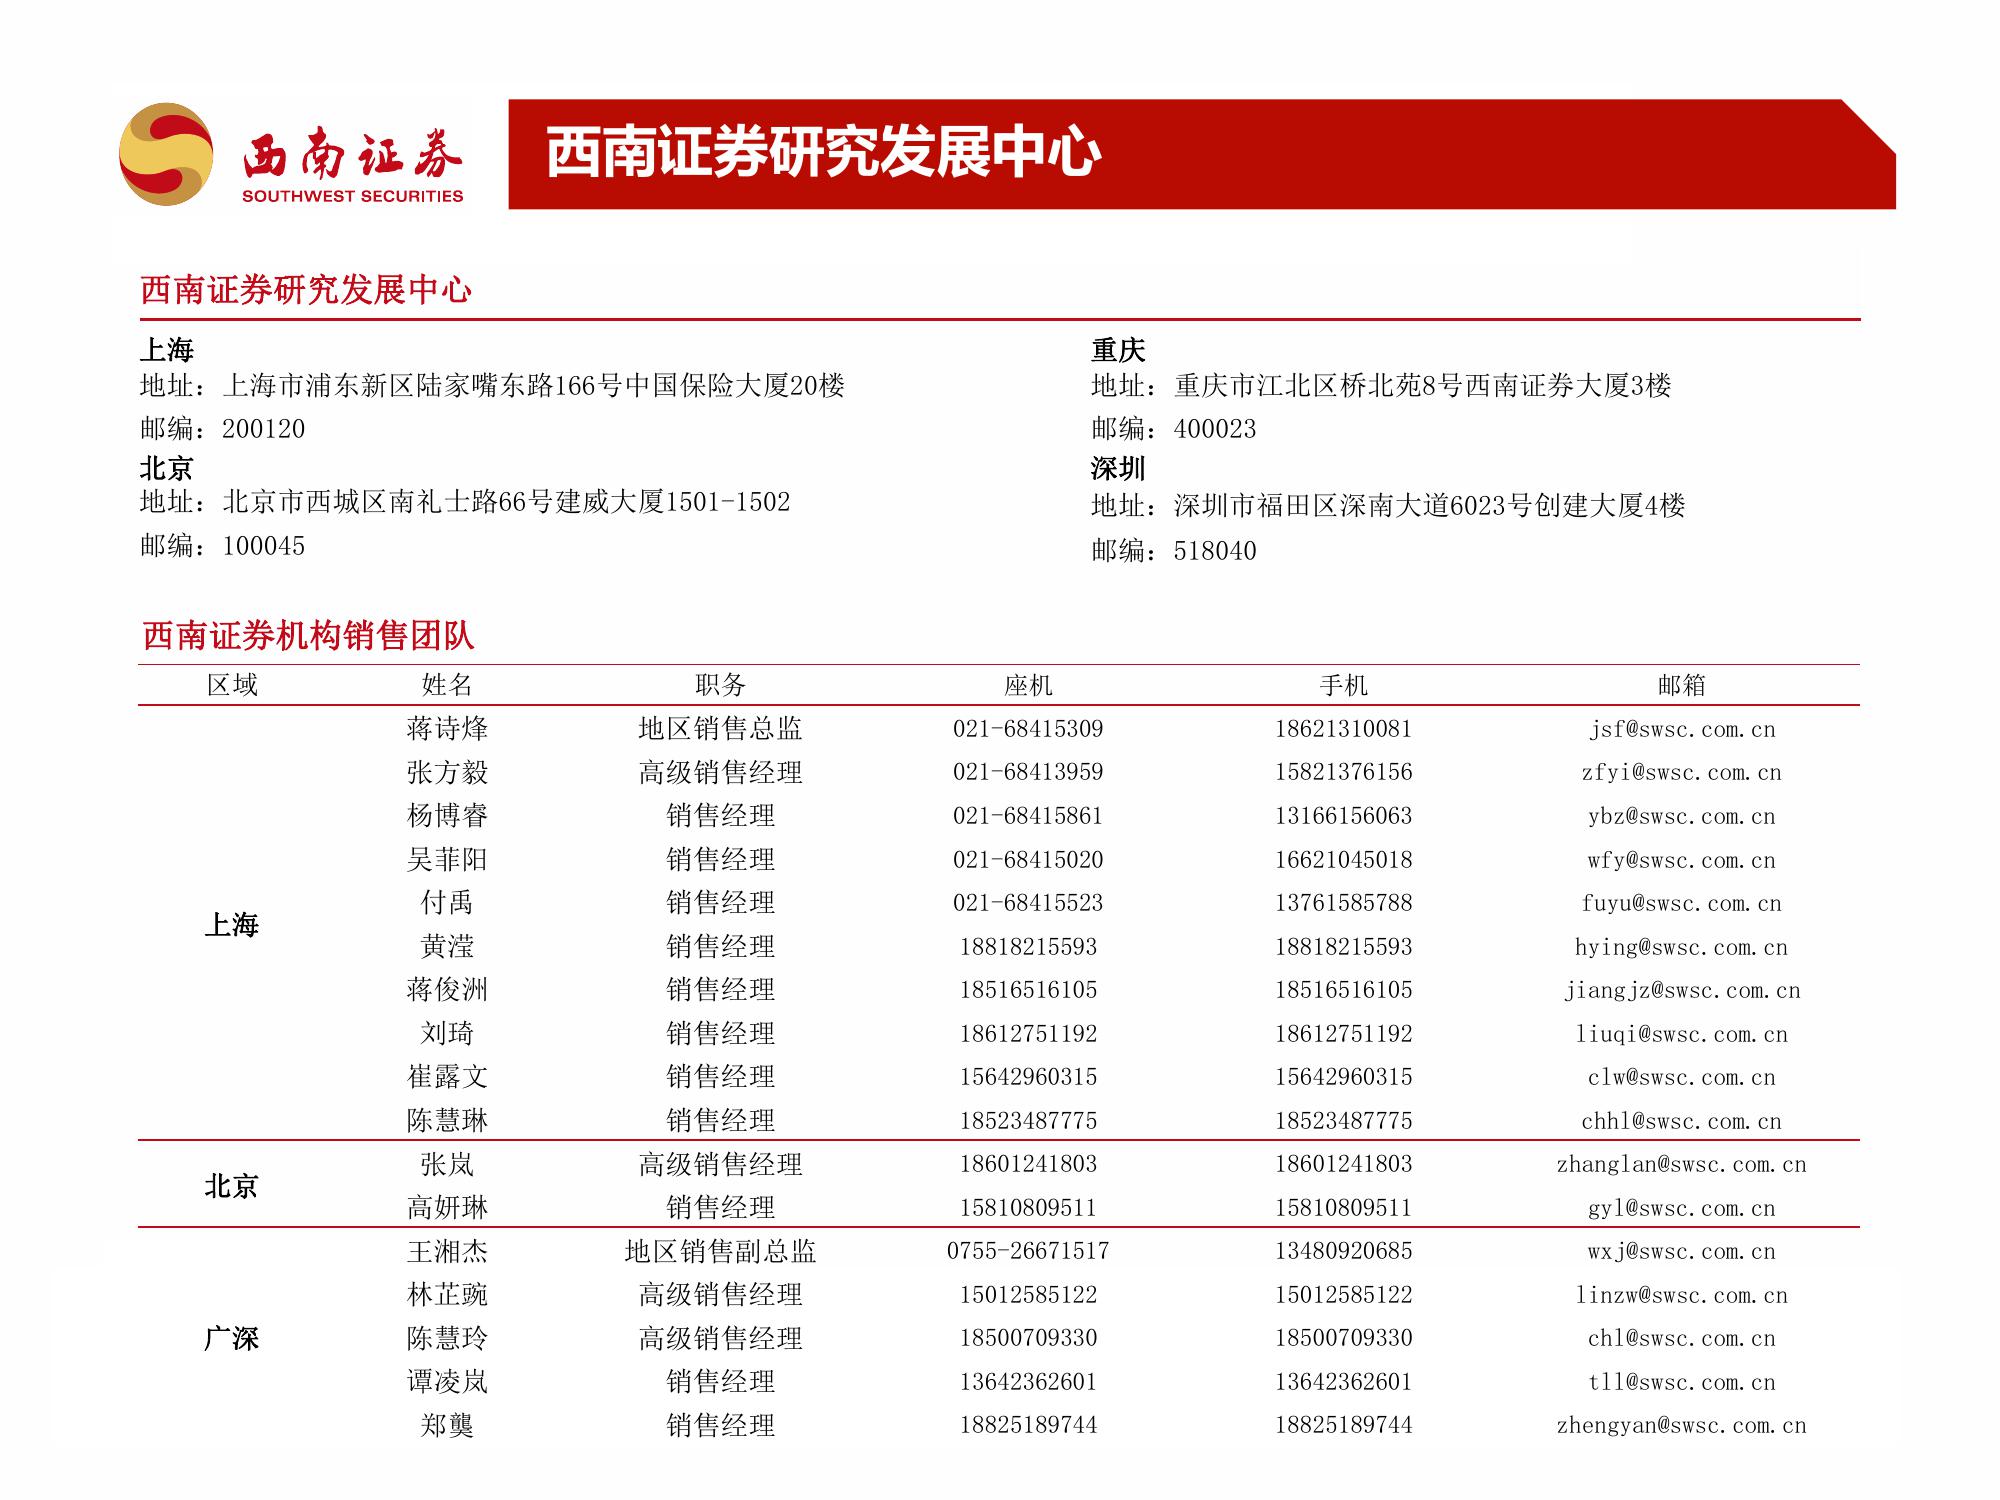 西南证券
SOUTHWEST SECURITIES
西南证券研究发展中心
西南证券研究发展中心
上海
地址：上海市浦东新区陆家嘴东路166号中国保险大厦20楼
邮编：200120
北京
地址：北京市西城区南礼士路66号建威大厦1501-1502
邮编：100045
重庆
地址：重庆市江北区桥北苑8号西南证券大厦3楼
邮编：400023
深圳
地址：深圳市福田区深南大道6023号创建大厦4楼
邮编：518040
西南证券机构销售团队
区域 姓名 职务 座机 手机 邮箱
上海
蒋诗烽 地区销售总监 021-68415309 18621310081 jsf@swsc.com.cn
张方毅 高级销售经理 021-68413959 15821376156 zfyi@swsc.com.cn
杨博睿 销售经理 021-68415861 13166156063 ybz@swsc.com.cn
吴菲阳 销售经理 021-68415020 16621045018 wfy@swsc.com.cn
付禹 销售经理 021-68415523 13761585788 fuyu@swsc.com.cn
黄滢 销售经理 18818215593 18818215593 hying@swsc.com.cn
蒋俊洲 销售经理 18516516105 18516516105 jiangjz@swsc.com.cn
刘琦 销售经理 18612751192 18612751192 liuqi@swsc.com.cn
崔露文 销售经理 15642960315 15642960315 clw@swsc.com.cn
陈慧琳 销售经理 18523487775 18523487775 chhl@swsc.com.cn
北京
张岚 高级销售经理 18601241803 18601241803 zhanglan@swsc.com.cn
高妍琳 销售经理 15810809511 15810809511 gyl@swsc.com.cn
广深
王湘杰 地区销售副总监 0755-26671517 13480920685 wxj@swsc.com.cn
林芷豌 高级销售经理 15012585122 15012585122 linzw@swsc.com.cn
陈慧玲 高级销售经理 18500709330 18500709330 chl@swsc.com.cn
谭凌岚 销售经理 13642362601 13642362601 tll@swsc.com.cn
郑龑 销售经理 18825189744 18825189744 zhengyan@swsc.com.cn